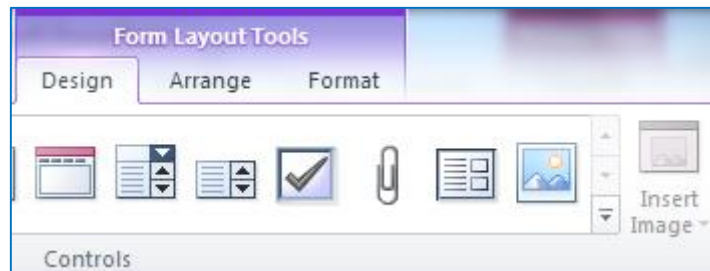 Form Layout Tools
Design Arrange Format
Insert
Image
Controls